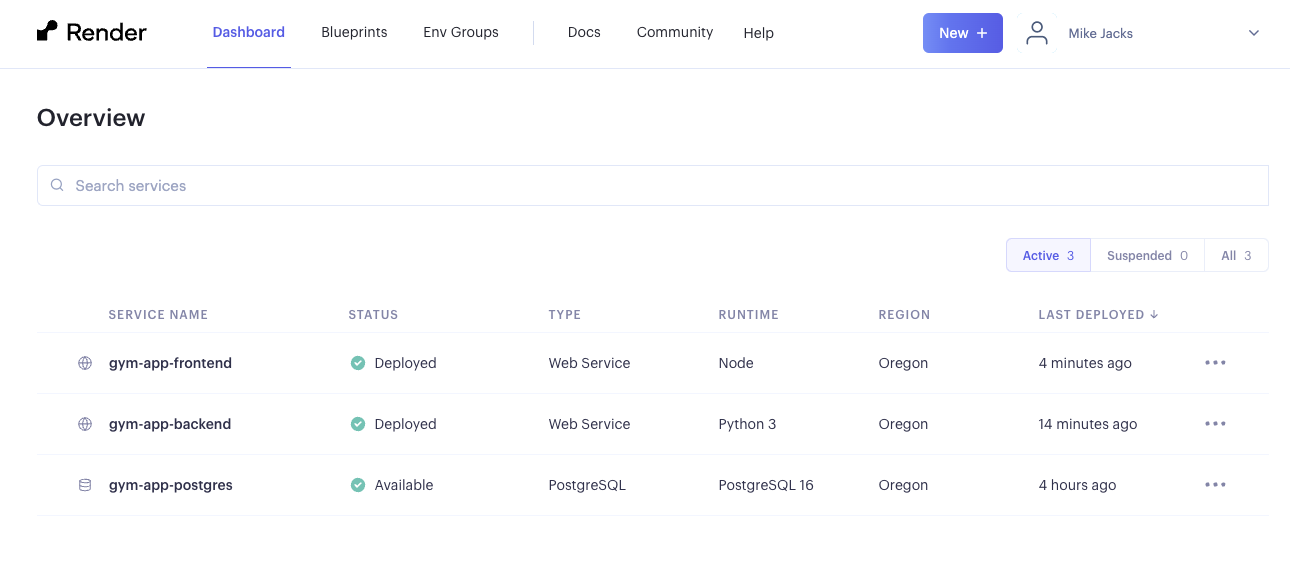 Render Dashboard Blueprints Env Groups Docs Community Help New + Mike Jacks
Overview
Search services
Active 3 Suspended 0 All 3
SERVICE NAME STATUS TYPE RUNTIME REGION LAST DEPLOYED ↓
gym-app-frontend Deployed Web Service Node Oregon 4 minutes ago
gym-app-backend Deployed Web Service Python 3 Oregon 14 minutes ago
gym-app-postgres Available PostgreSQL PostgreSQL 16 Oregon 4 hours ago